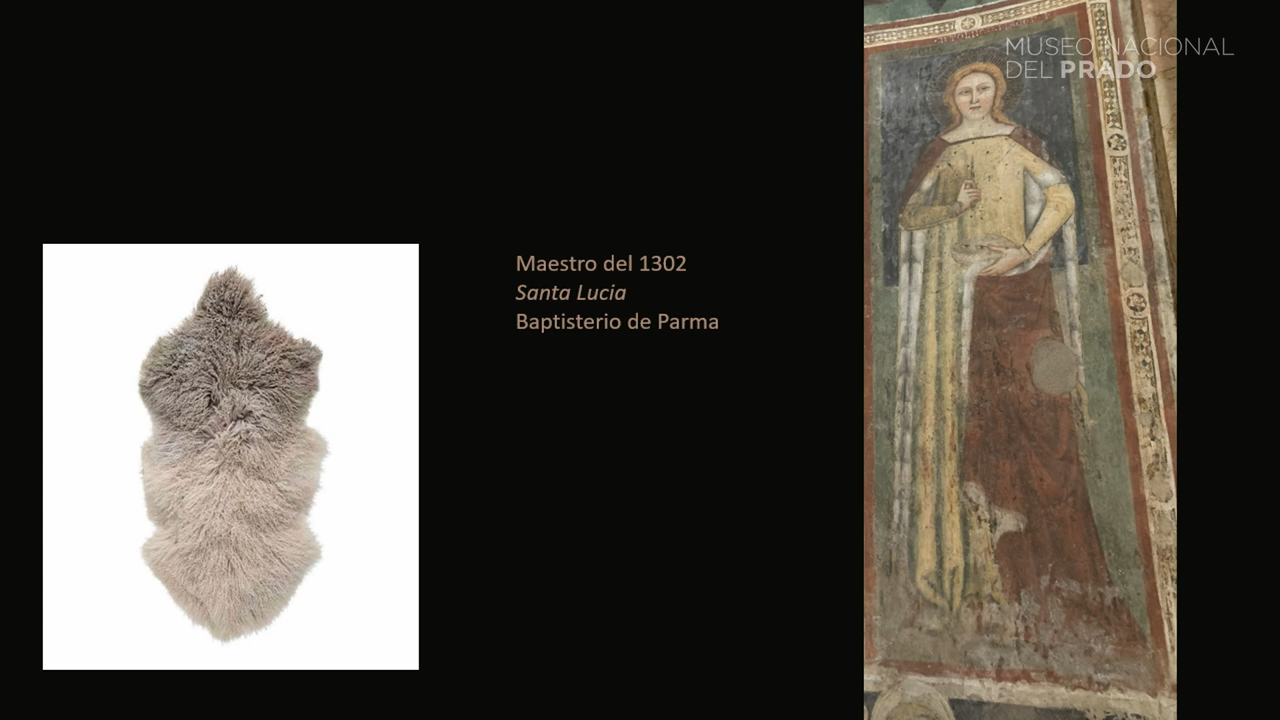 MUSEO NACIONAL
DEL PRADO
Maestro del 1302
Santa Lucia
Baptisterio de Parma